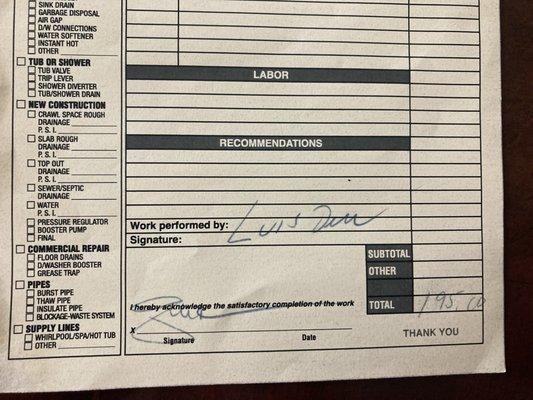 SINK DRAIN
GARBAGE DISPOSAL
AIR GAP
D/W CONNECTIONS
WATER SOFTENER
INSTANT HOT
OTHER
TUB OR SHOWER
TUB VALVE
TRIP LEVER
SHOWER DIVERTER
TUB/SHOWER DRAIN
NEW CONSTRUCTION
CRAWL SPACE ROUGH
DRAINAGE
P. S. I.
SLAB ROUGH
DRAINAGE
P. S. I.
TOP OUT
DRAINAGE
P. S. I.
SEWER/SEPTIC
DRAINAGE
WATER
P. S. I.
PRESSURE REGULATOR
BOOSTER PUMP
FINAL
COMMERCIAL REPAIR
FLOOR DRAINS
D/WASHER BOOSTER
GREASE TRAP
PIPES
BURST PIPE
THAW PIPE
INSULATE PIPE
BLOCKAGE-WASTE SYSTEM
SUPPLY LINES
WHIRLPOOL/SPA/HOT TUB
OTHER
LABOR
RECOMMENDATIONS
Work performed by: Luis
Signature:
SUBTOTAL
OTHER
TOTAL 195.00
I hereby acknowledge the satisfactory completion of the work
X
Signature Date
THANK YOU